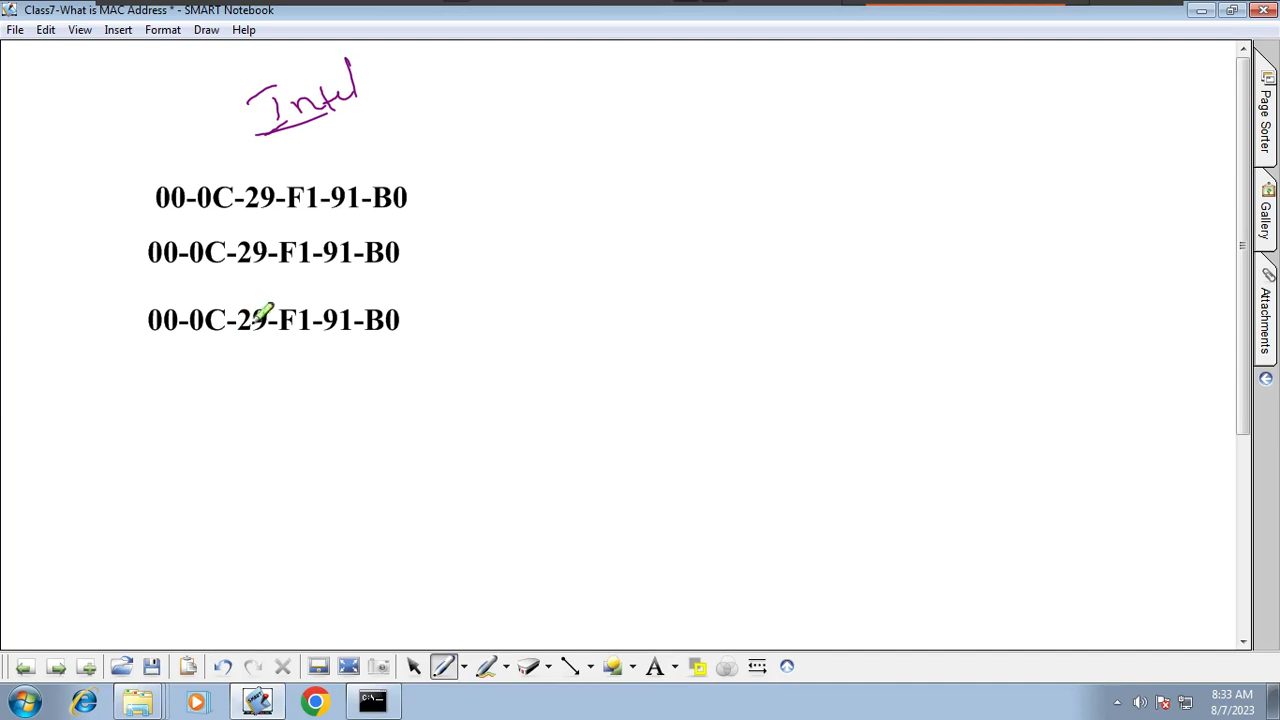 Class7-What is MAC Address * - SMART Notebook
File Edit View Insert Format Draw Help
Intel
00-0C-29-F1-91-B0
00-0C-29-F1-91-B0
00-0C-29-F1-91-B0
Page Sorter
Gallery
Attachments
A
8:33 AM
8/7/2023